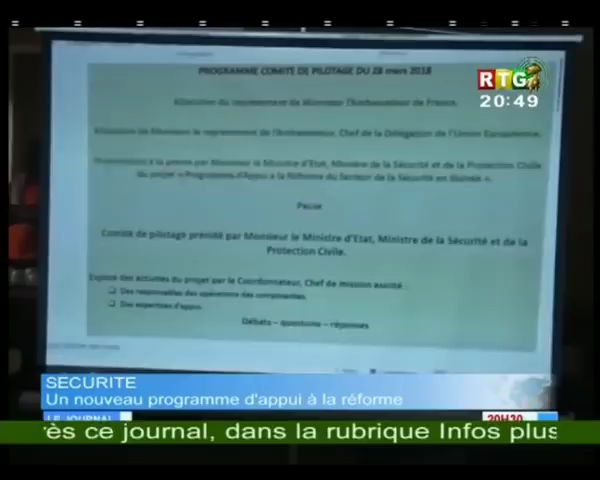 PROGRAMME COMITE DE PILOTAGE DU 28 mars 2018
RTG
20:49
Allocution du représentant de Monsieur l'Ambassadeur de France.
Allocution de Monsieur le représentant de l'Ambassadeur, Chef de la Délégation de l'Union Européenne.
à la presse par Monsieur le Ministre d'Etat, Ministre de la Sécurité et de la Protection Civile
du projet « Programme d'Appui à la Réforme du Secteur de la Sécurité en Guinée ».
Pause
Comité de pilotage présidé par Monsieur le Ministre d'Etat, Ministre de la Sécurité et de la
Protection Civile.
Exposé des activités du projet par le Coordonnateur, Chef de mission assisté :
Des responsables des opérations des composantes.
Des expertises d'appui.
Débats – questions – réponses
SECURITE
Un nouveau programme d'appui à la réforme
LE JOURNAL
20H30
rès ce journal, dans la rubrique Infos plus